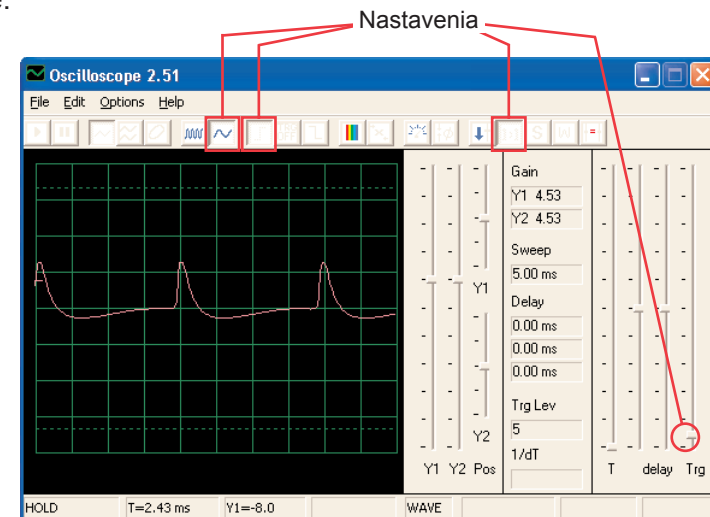 Nastavenia
Oscilloscope 2.51
File Edit Options Help
Gain
Y1 4.53
Y2 4.53
Sweep
5.00 ms
Delay
0.00 ms
0.00 ms
0.00 ms
Trg Lev
5
1/dT
Y1
Y2
Y1 Y2 Pos
T delay Trg
HOLD T=2.43 ms Y1=-8.0 WAVE